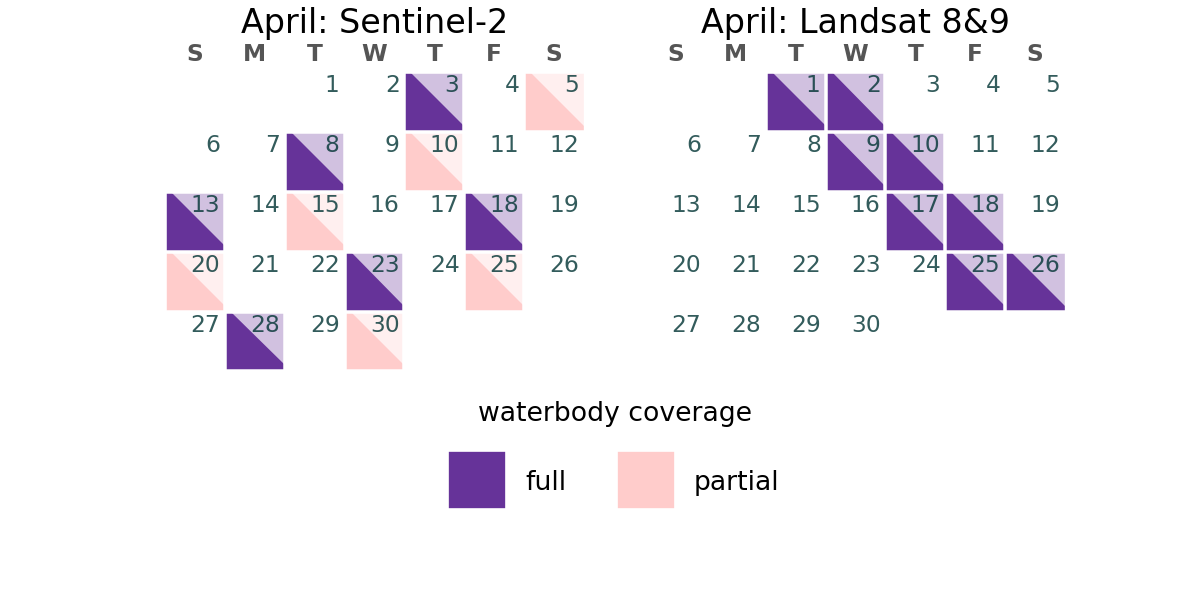 April: Sentinel-2
S M T W T F S
1 2 3 4 5
6 7 8 9 10 11 12
13 14 15 16 17 18 19
20 21 22 23 24 25 26
27 28 29 30
April: Landsat 8&9
S M T W T F S
1 2 3 4 5
6 7 8 9 10 11 12
13 14 15 16 17 18 19
20 21 22 23 24 25 26
27 28 29 30
waterbody coverage
full partial